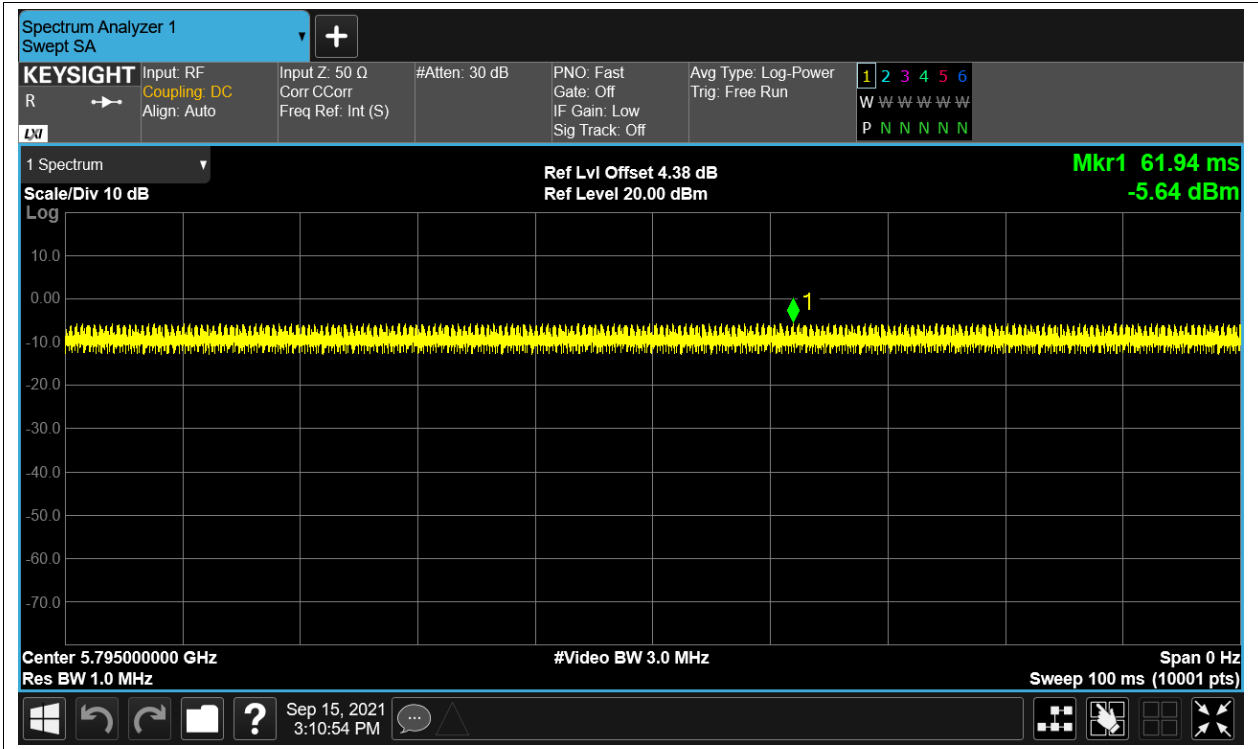 Spectrum Analyzer 1
Swept SA
+
KEYSIGHT
R
LXI
Input: RF
Coupling: DC
Align: Auto
Input Z: 50 Ω
Corr CCorr
Freq Ref: Int (S)
#Atten: 30 dB
PNO: Fast
Gate: Off
IF Gain: Low
Sig Track: Off
Avg Type: Log-Power
Trig: Free Run
1 2 3 4 5 6
W W W W W W
P N N N N N
1 Spectrum
Scale/Div 10 dB
Ref Lvl Offset 4.38 dB
Ref Level 20.00 dBm
Mkr1 61.94 ms
-5.64 dBm
Log
10.0
0.00
1
-10.0
-20.0
-30.0
-40.0
-50.0
-60.0
-70.0
Center 5.795000000 GHz
Res BW 1.0 MHz
#Video BW 3.0 MHz
Span 0 Hz
Sweep 100 ms (10001 pts)
?
Sep 15, 2021
3:10:54 PM